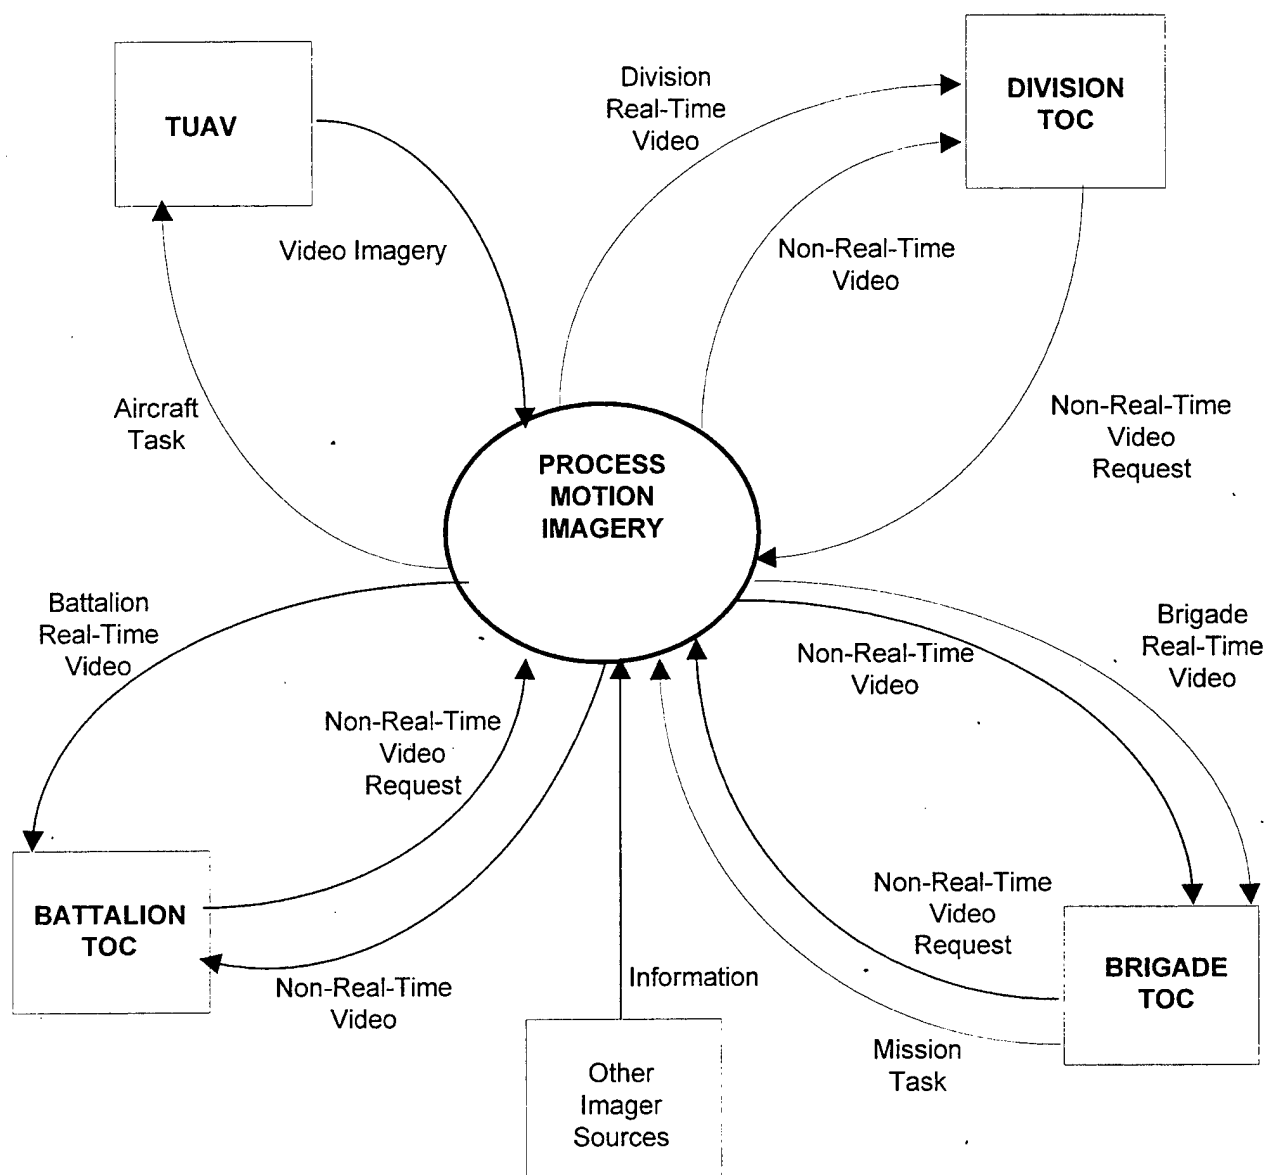 TUAV
Division
Real-Time
Video
DIVISION
TOC
Video Imagery
Non-Real-Time
Video
Aircraft
Task
Non-Real-Time
Video
Request
PROCESS
MOTION
IMAGERY
Battalion
Real-Time
Video
Non-Real-Time
Video
Brigade
Real-Time
Video
Non-Real-Time
Video
Request
Non-Real-Time
Video
Request
BATTALION
TOC
Non-Real-Time
Video
Information
BRIGADE
TOC
Mission
Task
Other
Imager
Sources